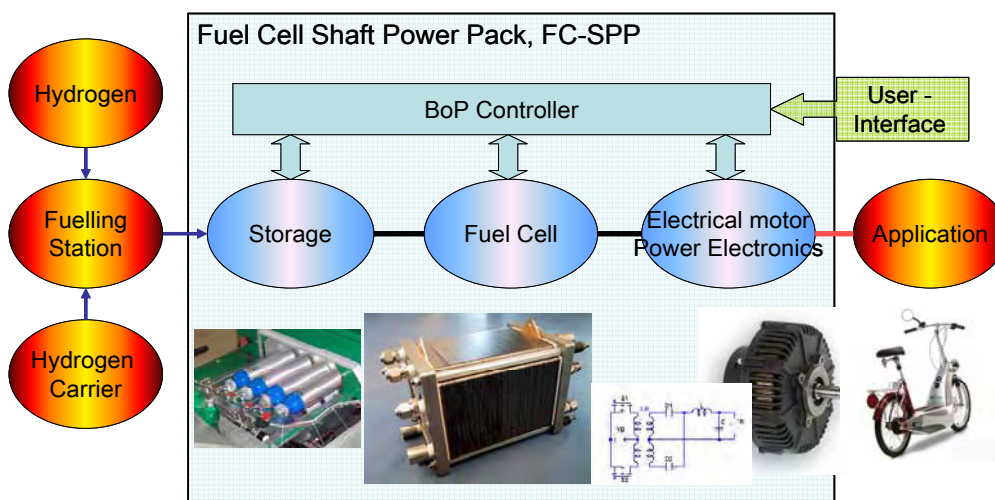 Fuel Cell Shaft Power Pack, FC-SPP
Hydrogen
BoP Controller
User -
Interface
Fuelling
Station
Storage
Fuel Cell
Electrical motor
Power Electronics
Application
Hydrogen
Carrier